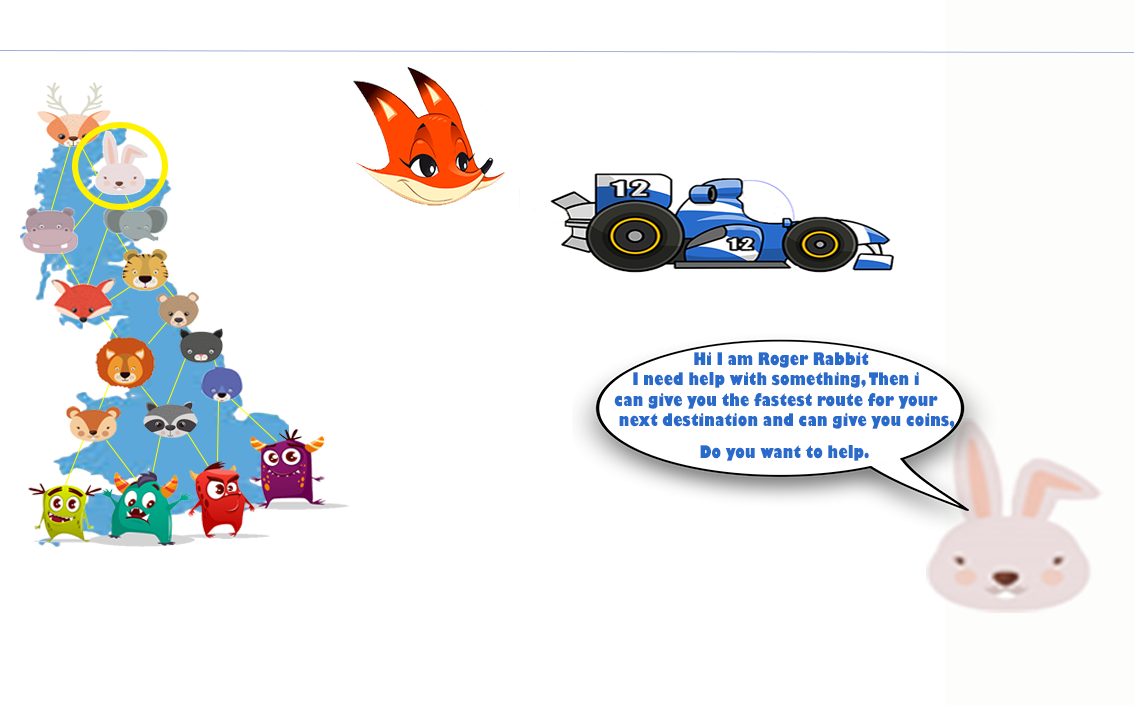 12
12
Hi I am Roger Rabbit
I need help with something, Then i
can give you the fastest route for your
next destination and can give you coins.
Do you want to help.